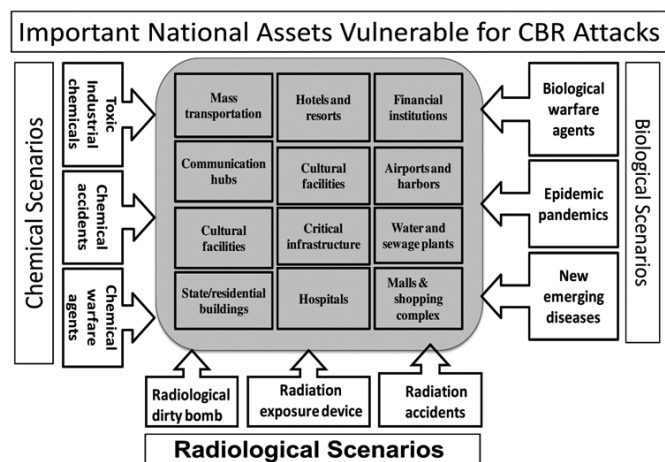 Important National Assets Vulnerable for CBR Attacks
Chemical Scenarios
Toxic
Industrial
chemicals
Chemical
accidents
Chemical
warfare
agents
Mass
transportation
Hotels and
resorts
Financial
institutions
Communication
hubs
Cultural
facilities
Airports and
harbors
Cultural
facilities
Critical
infrastructure
Water and
sewage plants
State/residential
buildings
Hospitals
Malls &
shopping
complex
Biological
warfare
agents
Epidemic
pandemics
New
emerging
diseases
Biological Scenarios
Radiological
dirty bomb
Radiation
exposure device
Radiation
accidents
Radiological Scenarios